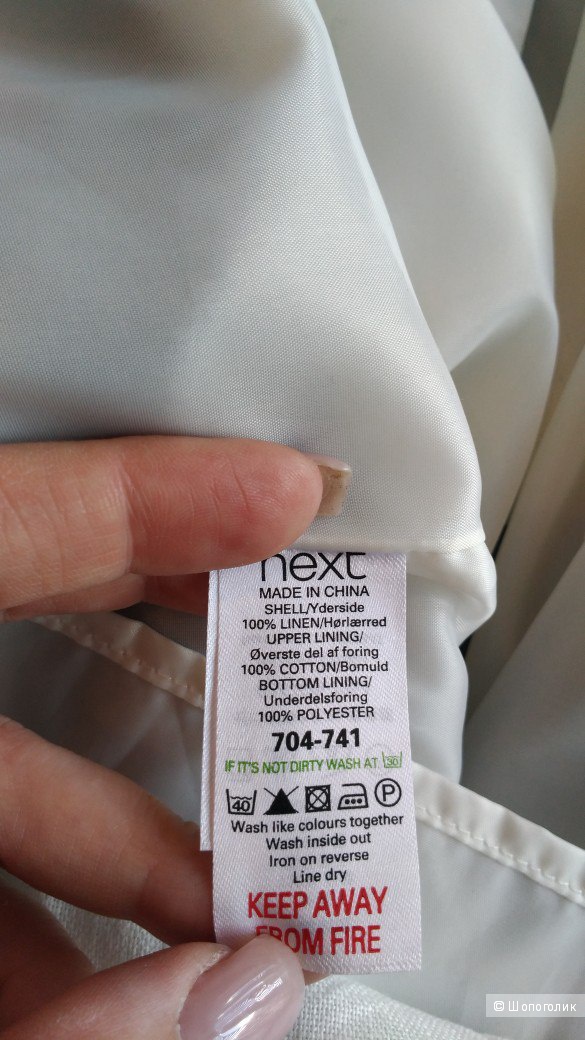 next
MADE IN CHINA
SHELL/Yderside
100% LINEN/Hørlærred
UPPER LINING/
Øverste del af foring
100% COTTON/Bomuld
BOTTOM LINING/
Underdelsforing
100% POLYESTER
704-741
IF IT'S NOT DIRTY WASH AT 30
40 P
Wash like colours together
Wash inside out
Iron on reverse
Line dry
KEEP AWAY
FROM FIRE
© Шопоголик